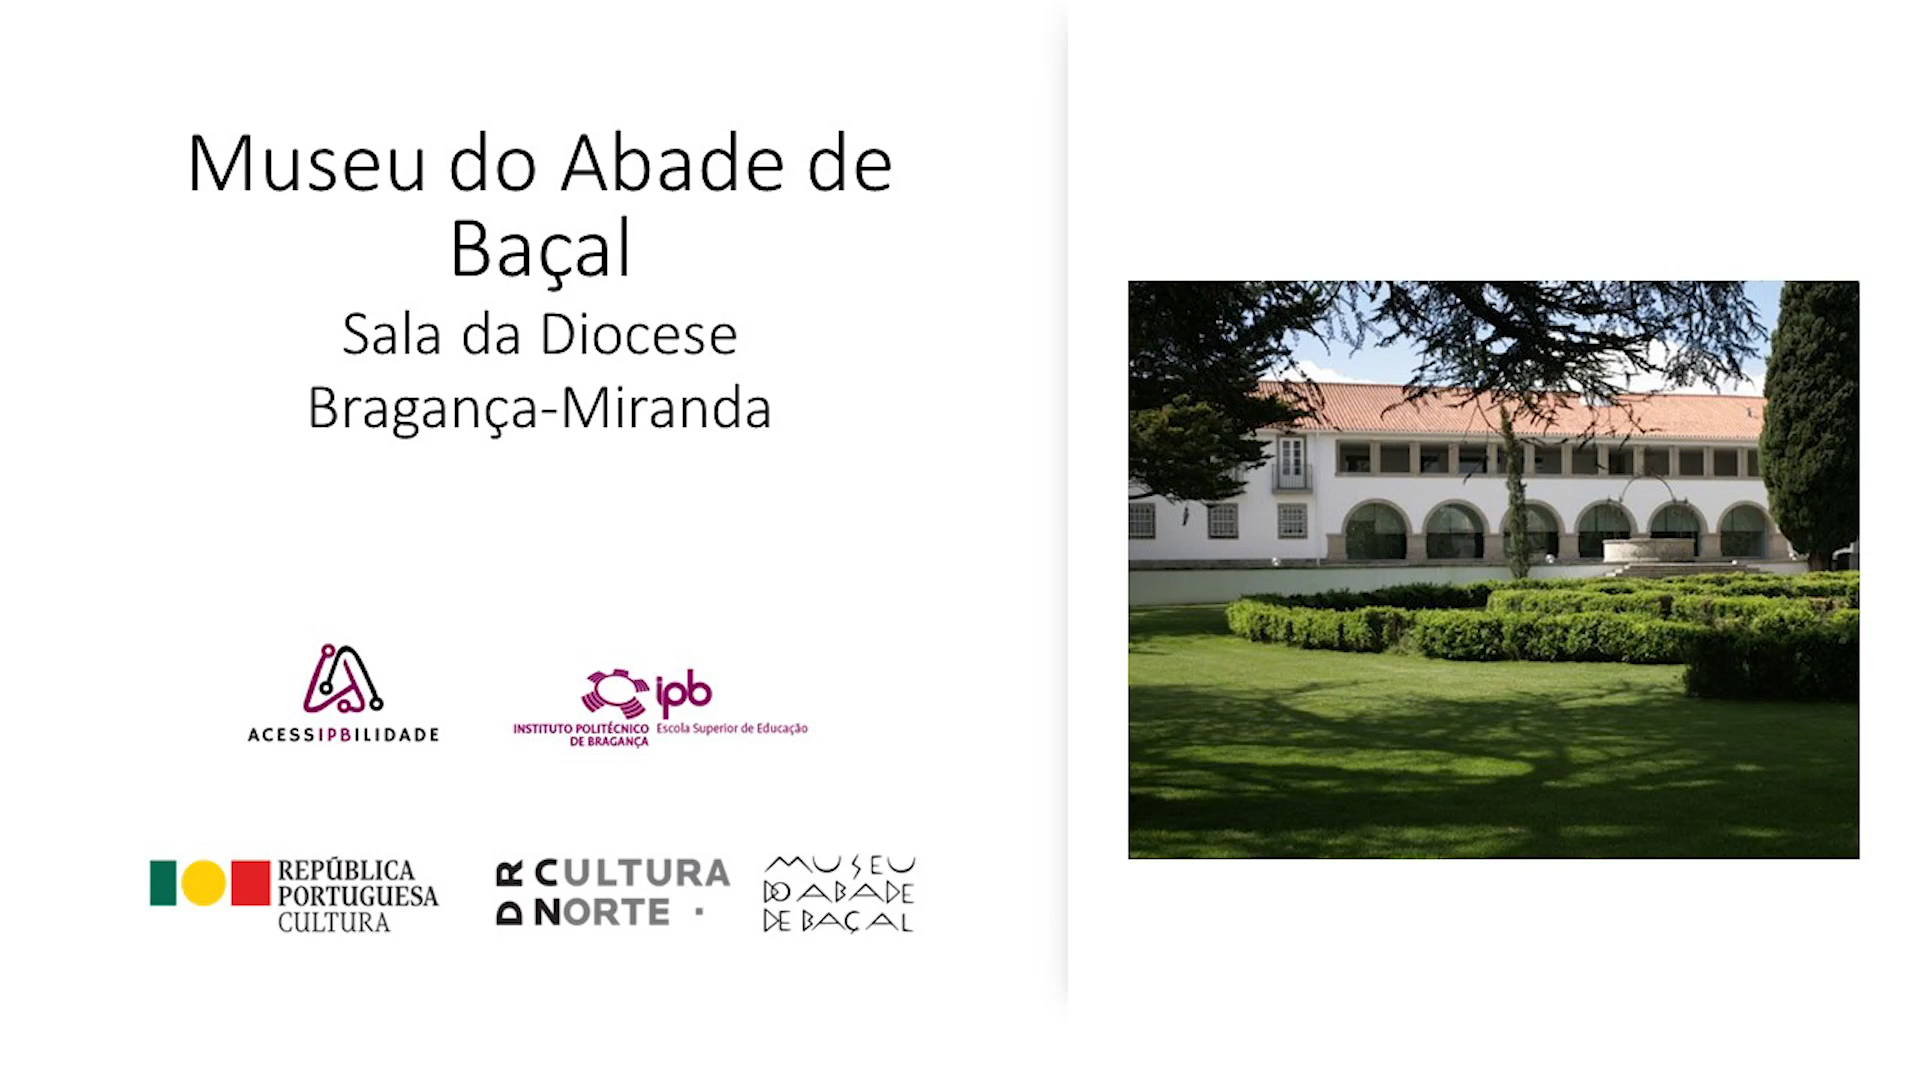 Museu do Abade de
Baçal
Sala da Diocese
Bragança-Miranda
ACESSIPBILIDADE
ipb
INSTITUTO POLITÉCNICO Escola Superior de Educação
DE BRAGANÇA
REPÚBLICA
PORTUGUESA
CULTURA
DR CULTURA
NORTE
MUSEU
DO ABADE
DE BAÇAL